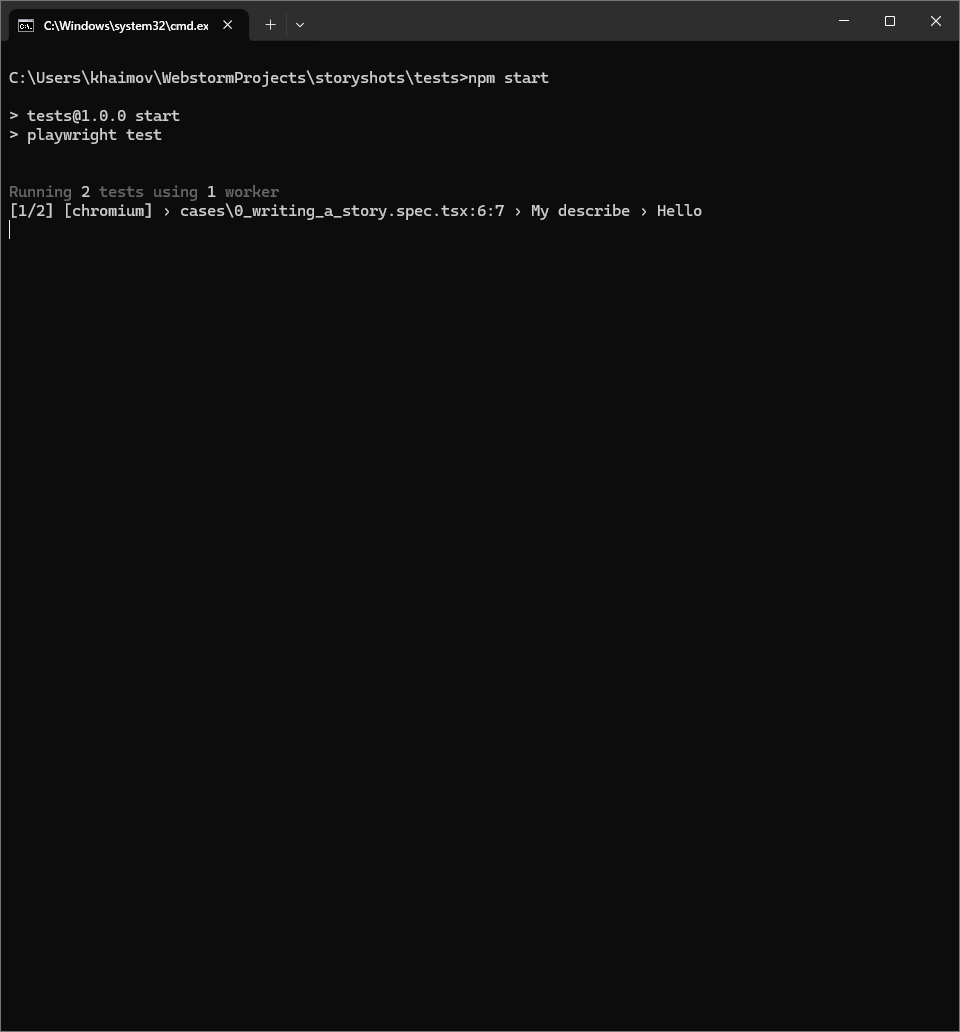 C:\Windows\system32\cmd.ex
C:\Users\khaimov\WebstormProjects\storyshots\tests>npm start
> tests@1.0.0 start
> playwright test
Running 2 tests using 1 worker
[1/2] [chromium] › cases\0_writing_a_story.spec.tsx:6:7 › My describe › Hello